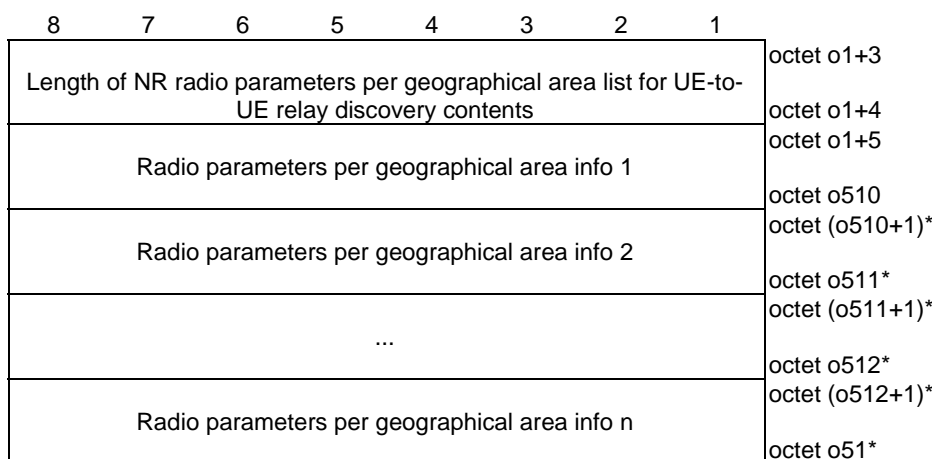 8 7 6 5 4 3 2 1
Length of NR radio parameters per geographical area list for UE-to-
UE relay discovery contents
octet o1+3
octet o1+4
Radio parameters per geographical area info 1
octet o1+5
octet o510
Radio parameters per geographical area info 2
octet (o510+1)*
octet o511*
...
octet (o511+1)*
octet o512*
Radio parameters per geographical area info n
octet (o512+1)*
octet o51*